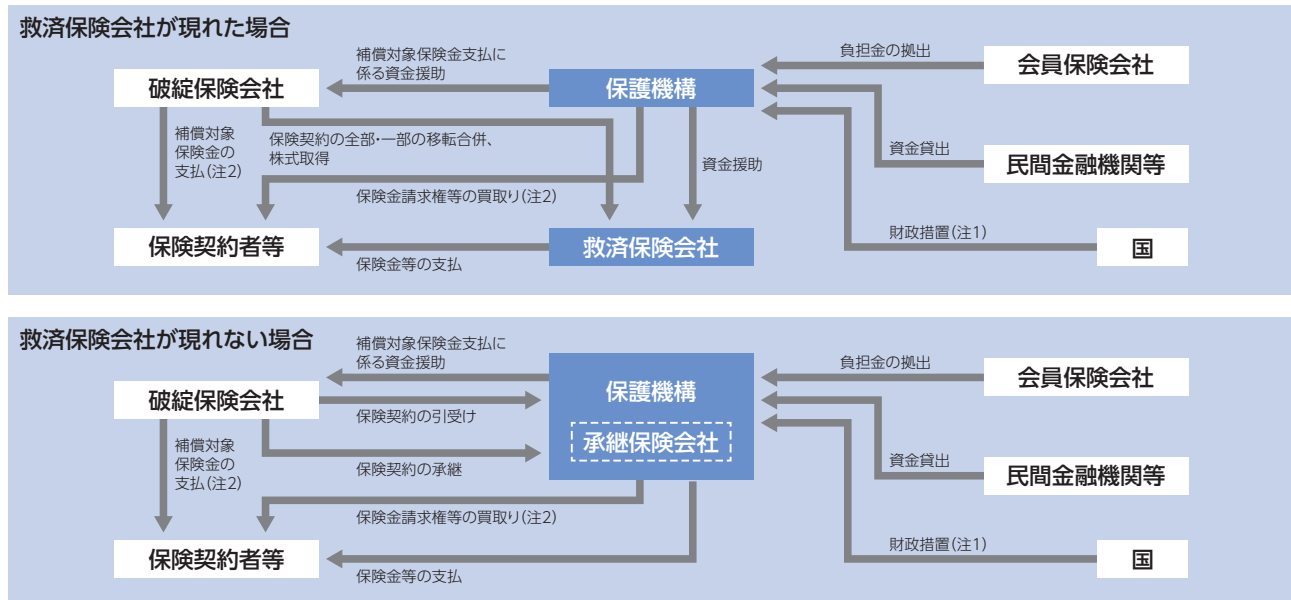 救済保険会社が現れた場合
補償対象保険金支払に
係る資金援助
負担金の拠出
会員保険会社
破綻保険会社
保護機構
補償対象
保険金の
支払(注2)
保険契約の全部・一部の移転合併、
株式取得
資金援助
資金貸出
民間金融機関等
保険金請求権等の買取り(注2)
財政措置(注1)
国
保険契約者等
救済保険会社
保険金等の支払
救済保険会社が現れない場合
補償対象保険金支払に
係る資金援助
負担金の拠出
会員保険会社
破綻保険会社
保護機構
保険契約の引受け
補償対象
保険金の
支払(注2)
承継保険会社
保険契約の承継
資金貸出
民間金融機関等
保険金請求権等の買取り(注2)
財政措置(注1)
国
保険契約者等
保険金等の支払